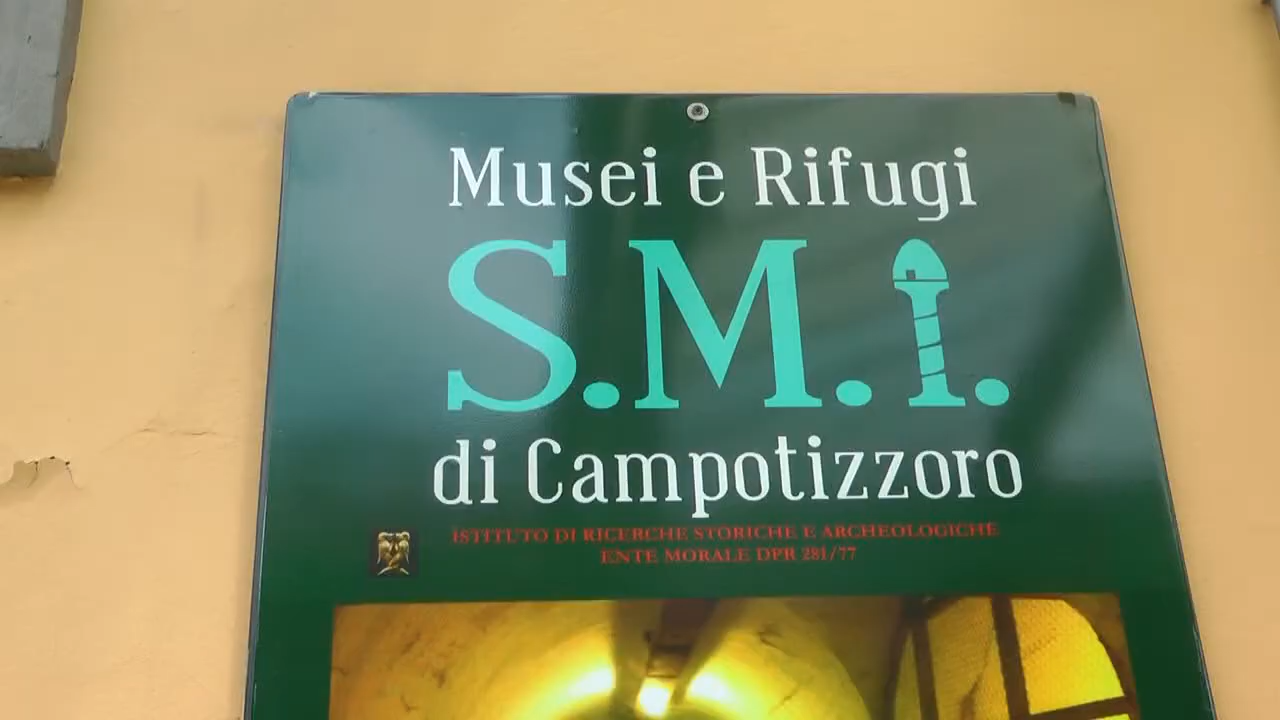 Musei e Rifugi
S.M.I.
di Campotizzoro
ISTITUTO DI RICERCHE STORICHE E ARCHEOLOGICHE
ENTE MORALE DPR 281/77